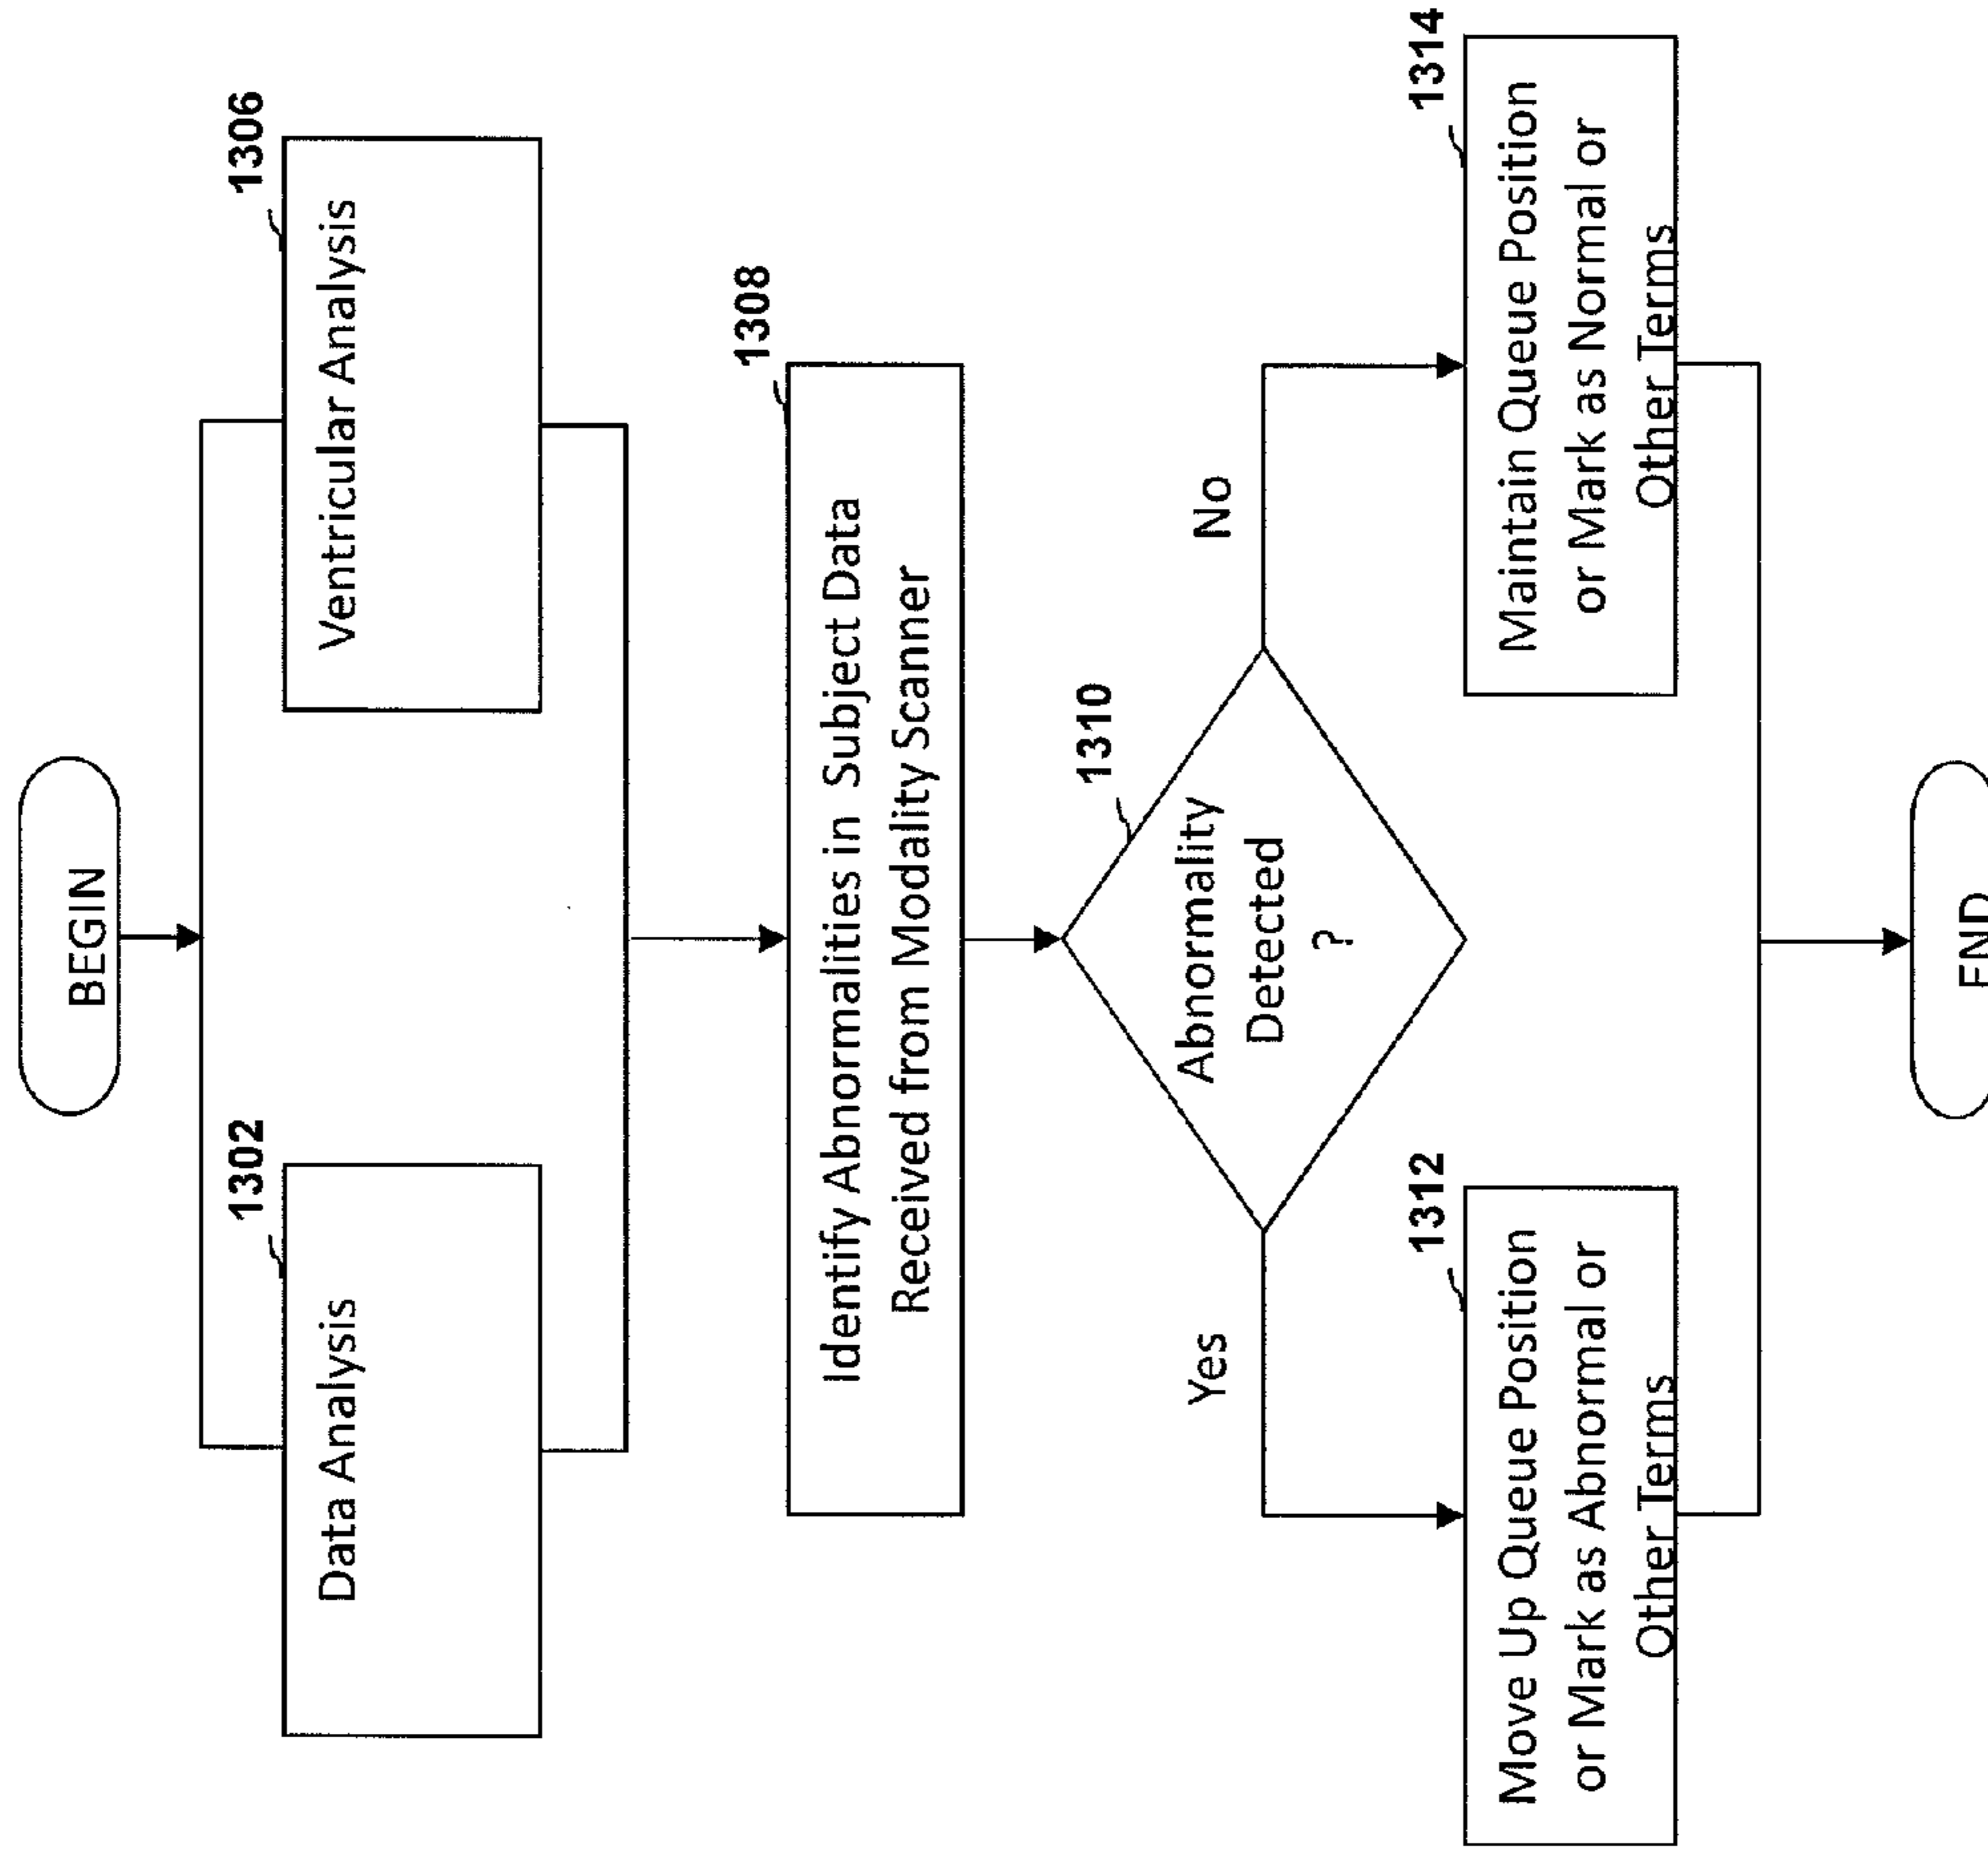 BEGIN
1302
Data Analysis
1306
Ventricular Analysis
1308
Identify Abnormalities in Subject Data
Received from Modality Scanner
1310
Abnormality
Detected
?
Yes
No
1312
Move Up Queue Position
or Mark as Abnormal or
Other Terms
1314
Maintain Queue Position
or Mark as Normal or
Other Terms
END